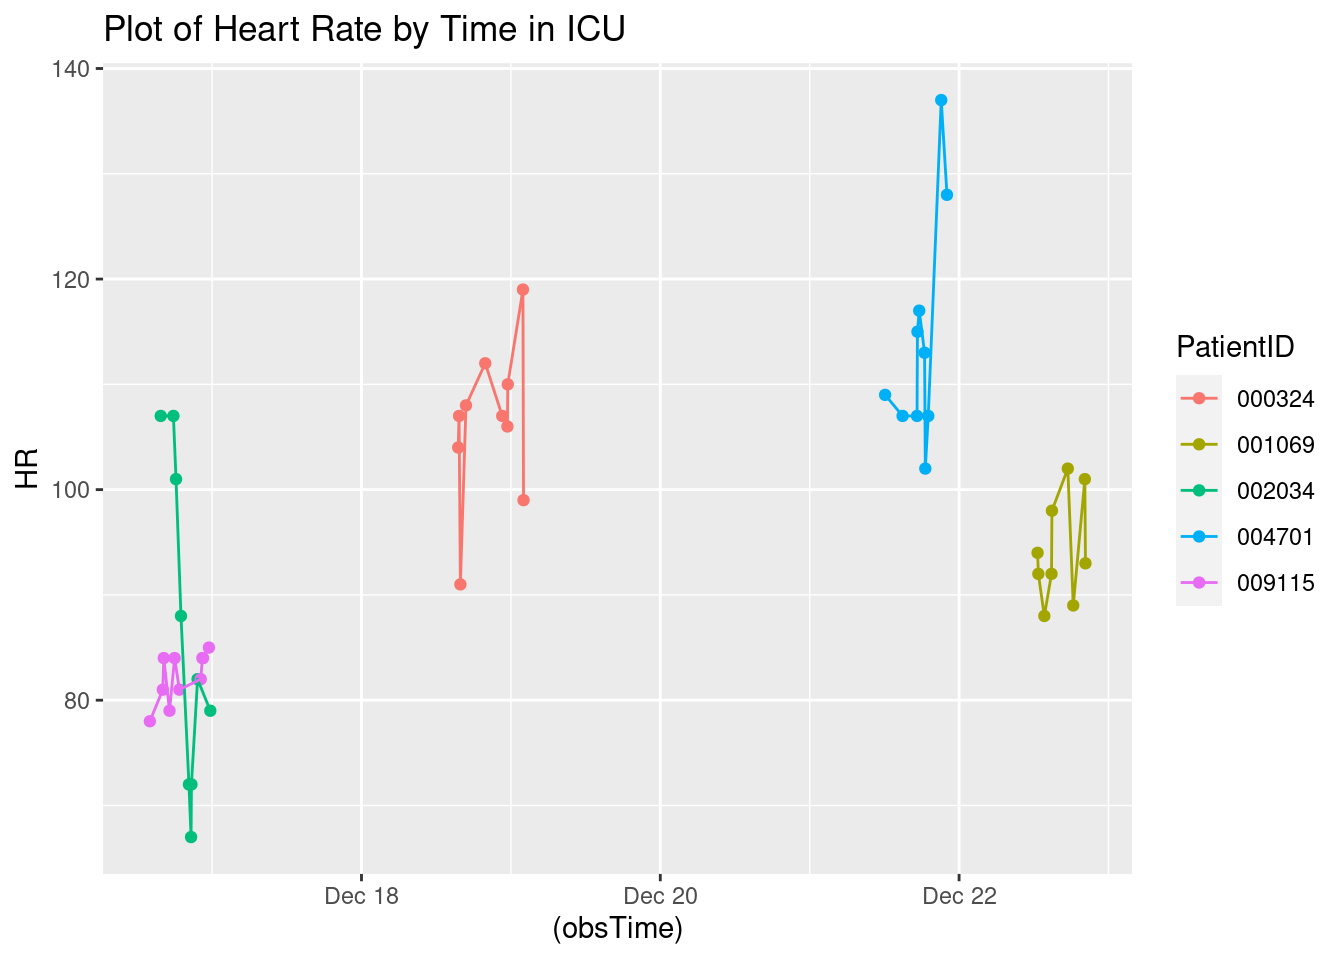 Plot of Heart Rate by Time in ICU
140
120
100
80
HR
Dec 18
Dec 20
Dec 22
(obsTime)
PatientID
000324
001069
002034
004701
009115